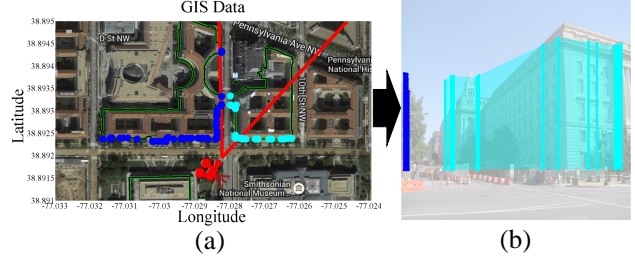 GIS Data
38.895
38.8945
38.894
38.8935
38.893
38.8925
38.892
38.8915
38.891
Latitude
D St NW
Pennsylvania Ave NW
Pennsylvan
National His
10th St NW
M
Smithsonian
National Museum...
-77.033 -77.032 -77.031 -77.03 -77.029 -77.028 -77.027 -77.026 -77.025 -77.024
Longitude
(a)
(b)